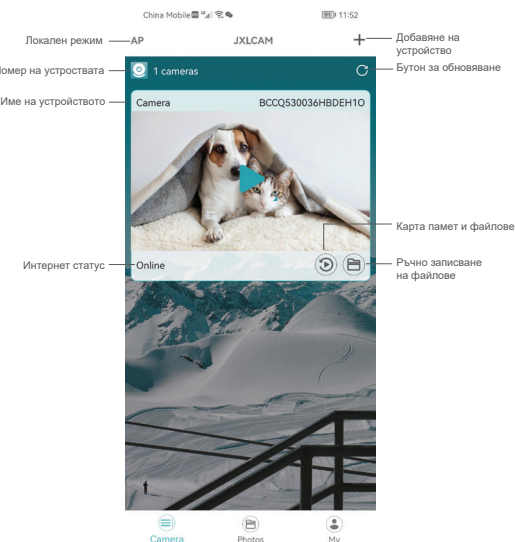 China Mobile 11:52
Локален режим
AP
JXLCAM
Добавяне на
устройство
омер на устроствата
1 cameras
Бутон за обновяване
Име на устройството
Camera
BCCQ530036HBDEH1O
Карта памет и файлове
Интернет статус
Online
Ръчно записване
на файлове
Camera
Photos
My